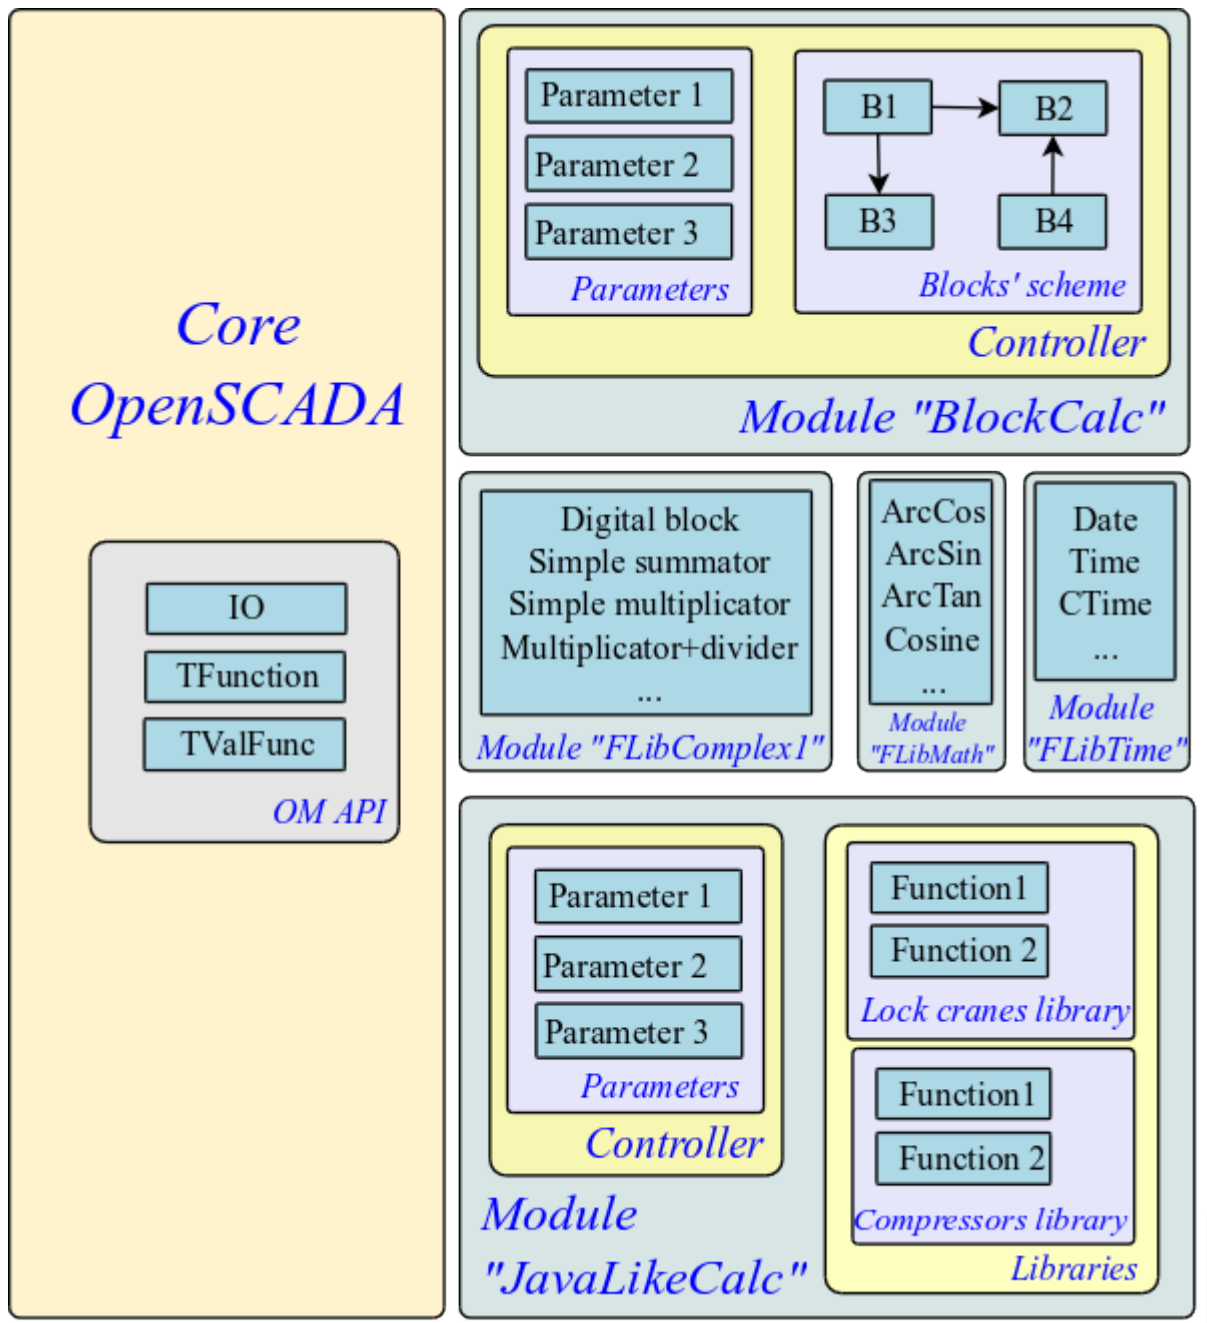 Core
OpenSCADA
IO
TFunction
TValFunc
OM API
Parameter 1
Parameter 2
Parameter 3
Parameters
B1
B2
B3
B4
Blocks' scheme
Controller
Module "BlockCalc"
Digital block
Simple summator
Simple multiplicator
Multiplicator+divider
...
Module "FLibComplex1"
ArcCos
ArcSin
ArcTan
Cosine
...
Module
"FLibMath"
Date
Time
CTime
...
Module
"FLibTime"
Parameter 1
Parameter 2
Parameter 3
Parameters
Controller
Function1
Function 2
Lock cranes library
Function1
Function 2
Compressors library
Libraries
Module
"JavaLikeCalc"